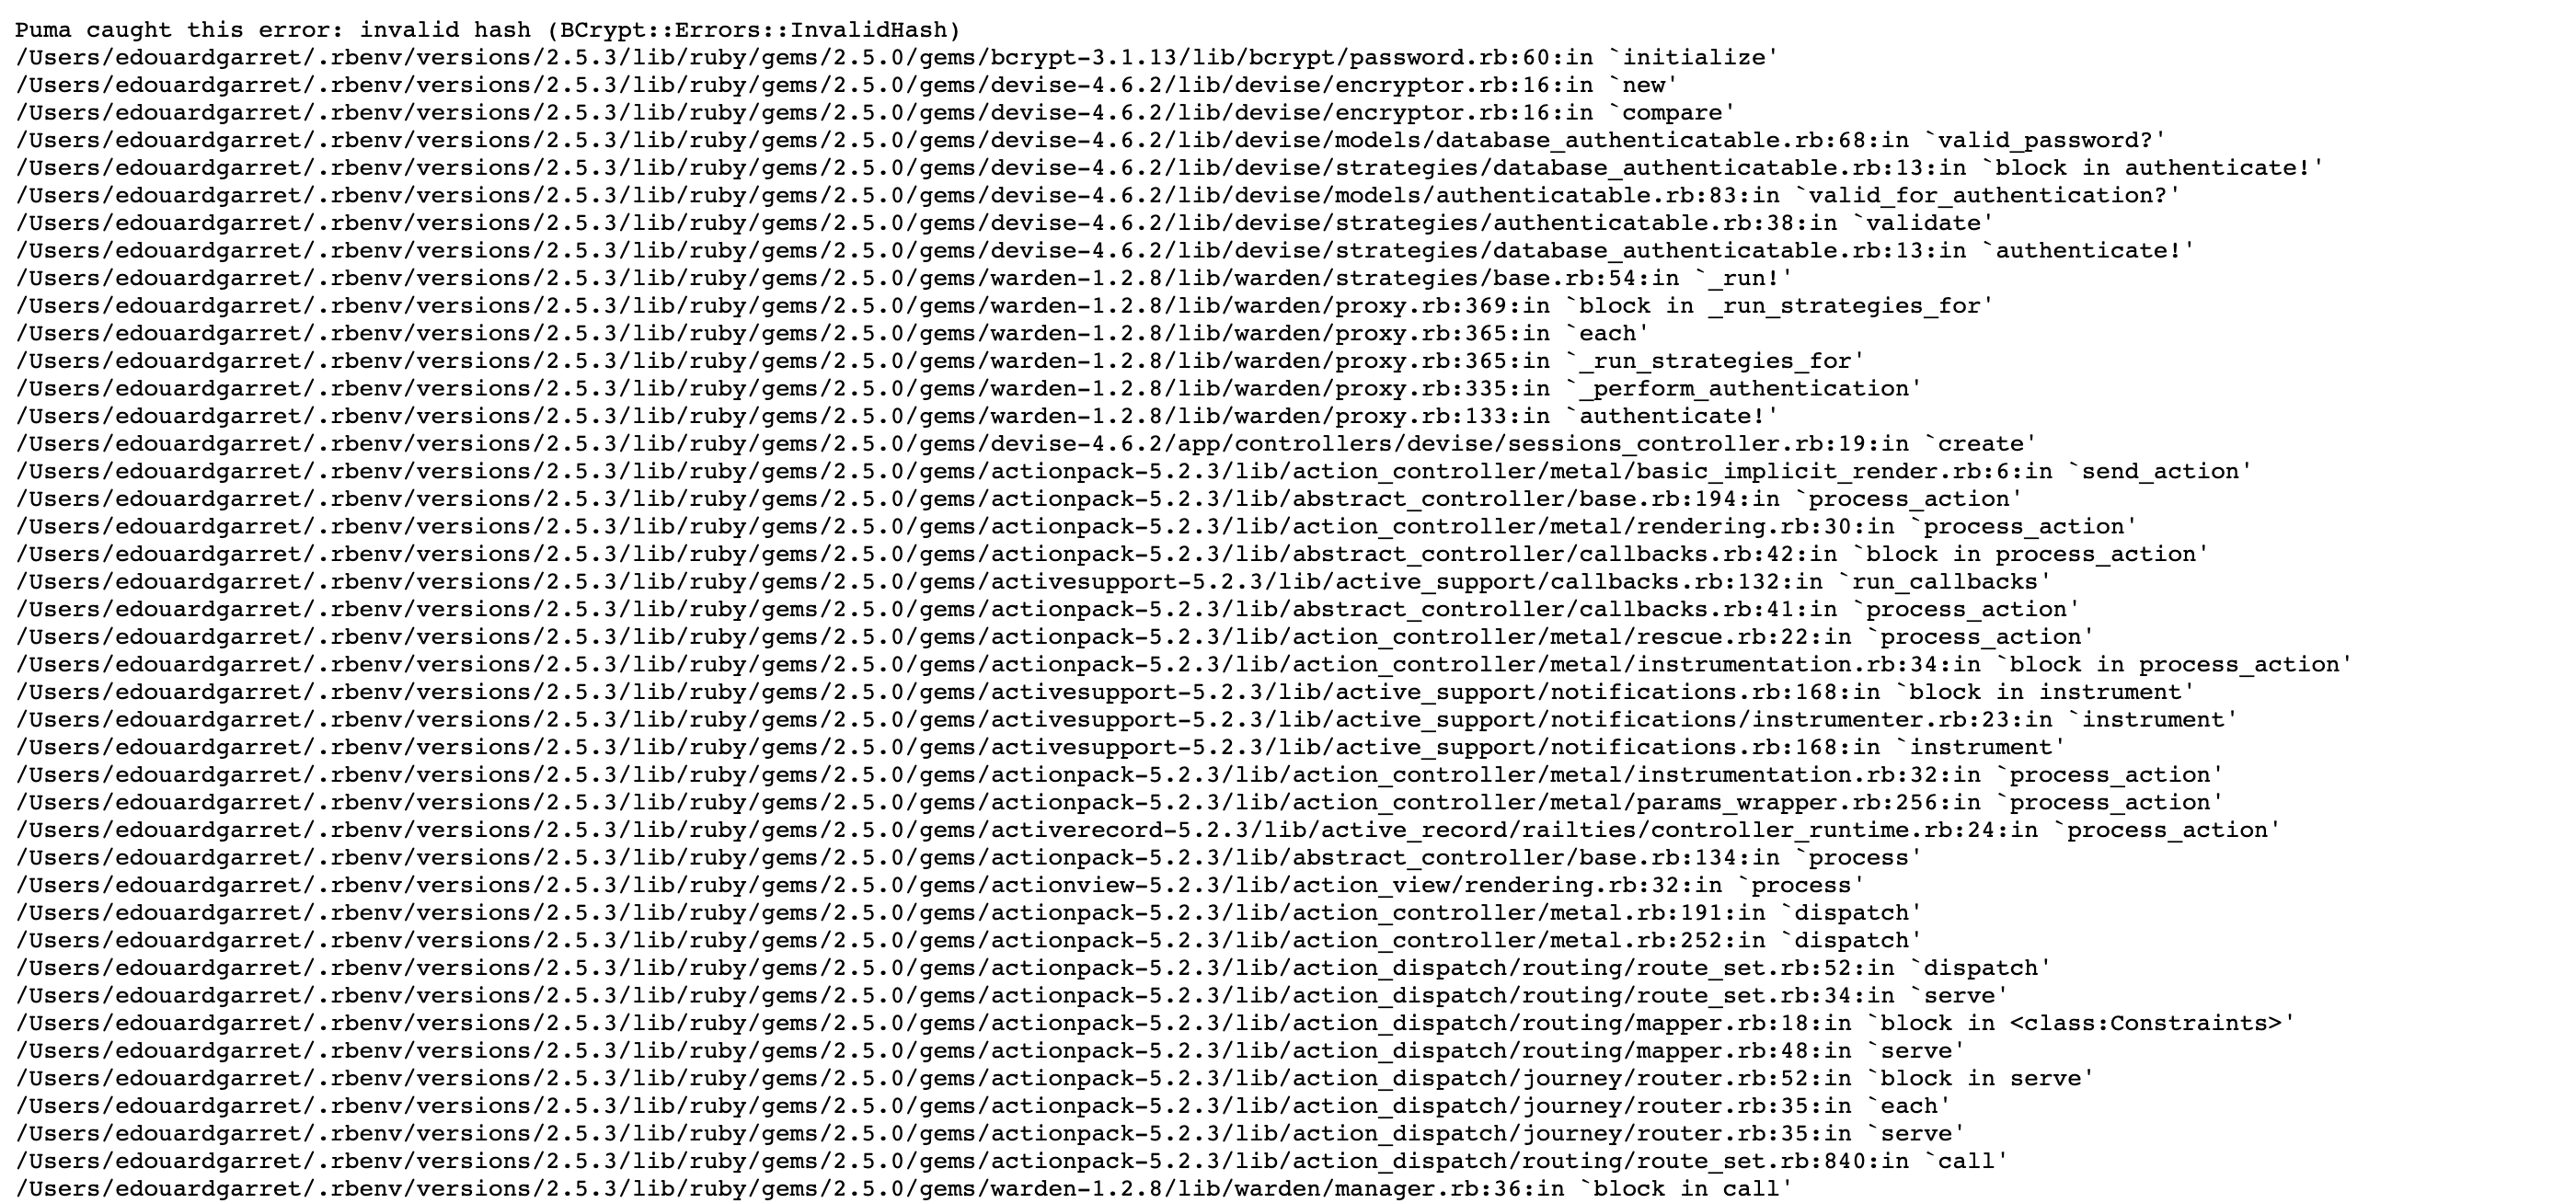 Puma caught this error: invalid hash (BCrypt::Errors::InvalidHash)
/Users/edouardgarret/.rbenv/versions/2.5.3/lib/ruby/gems/2.5.0/gems/bcrypt-3.1.13/lib/bcrypt/password.rb:60:in `initialize'
/Users/edouardgarret/.rbenv/versions/2.5.3/lib/ruby/gems/2.5.0/gems/devise-4.6.2/lib/devise/encryptor.rb:16:in `new'
/Users/edouardgarret/.rbenv/versions/2.5.3/lib/ruby/gems/2.5.0/gems/devise-4.6.2/lib/devise/encryptor.rb:16:in `compare'
/Users/edouardgarret/.rbenv/versions/2.5.3/lib/ruby/gems/2.5.0/gems/devise-4.6.2/lib/devise/models/database_authenticatable.rb:68:in `valid_password?'
/Users/edouardgarret/.rbenv/versions/2.5.3/lib/ruby/gems/2.5.0/gems/devise-4.6.2/lib/devise/strategies/database_authenticatable.rb:13:in `block in authenticate!'
/Users/edouardgarret/.rbenv/versions/2.5.3/lib/ruby/gems/2.5.0/gems/devise-4.6.2/lib/devise/models/authenticatable.rb:83:in `valid_for_authentication?'
/Users/edouardgarret/.rbenv/versions/2.5.3/lib/ruby/gems/2.5.0/gems/devise-4.6.2/lib/devise/strategies/authenticatable.rb:38:in `validate'
/Users/edouardgarret/.rbenv/versions/2.5.3/lib/ruby/gems/2.5.0/gems/devise-4.6.2/lib/devise/strategies/database_authenticatable.rb:13:in `authenticate!'
/Users/edouardgarret/.rbenv/versions/2.5.3/lib/ruby/gems/2.5.0/gems/warden-1.2.8/lib/warden/strategies/base.rb:54:in `_run!'
/Users/edouardgarret/.rbenv/versions/2.5.3/lib/ruby/gems/2.5.0/gems/warden-1.2.8/lib/warden/proxy.rb:369:in `block in _run_strategies_for'
/Users/edouardgarret/.rbenv/versions/2.5.3/lib/ruby/gems/2.5.0/gems/warden-1.2.8/lib/warden/proxy.rb:365:in `each'
/Users/edouardgarret/.rbenv/versions/2.5.3/lib/ruby/gems/2.5.0/gems/warden-1.2.8/lib/warden/proxy.rb:365:in `_run_strategies_for'
/Users/edouardgarret/.rbenv/versions/2.5.3/lib/ruby/gems/2.5.0/gems/warden-1.2.8/lib/warden/proxy.rb:335:in `_perform_authentication'
/Users/edouardgarret/.rbenv/versions/2.5.3/lib/ruby/gems/2.5.0/gems/warden-1.2.8/lib/warden/proxy.rb:133:in `authenticate!'
/Users/edouardgarret/.rbenv/versions/2.5.3/lib/ruby/gems/2.5.0/gems/devise-4.6.2/app/controllers/devise/sessions_controller.rb:19:in `create'
/Users/edouardgarret/.rbenv/versions/2.5.3/lib/ruby/gems/2.5.0/gems/actionpack-5.2.3/lib/action_controller/metal/basic_implicit_render.rb:6:in `send_action'
/Users/edouardgarret/.rbenv/versions/2.5.3/lib/ruby/gems/2.5.0/gems/actionpack-5.2.3/lib/abstract_controller/base.rb:194:in `process_action'
/Users/edouardgarret/.rbenv/versions/2.5.3/lib/ruby/gems/2.5.0/gems/actionpack-5.2.3/lib/action_controller/metal/rendering.rb:30:in `process_action'
/Users/edouardgarret/.rbenv/versions/2.5.3/lib/ruby/gems/2.5.0/gems/actionpack-5.2.3/lib/abstract_controller/callbacks.rb:42:in `block in process_action'
/Users/edouardgarret/.rbenv/versions/2.5.3/lib/ruby/gems/2.5.0/gems/activesupport-5.2.3/lib/active_support/callbacks.rb:132:in `run_callbacks'
/Users/edouardgarret/.rbenv/versions/2.5.3/lib/ruby/gems/2.5.0/gems/actionpack-5.2.3/lib/abstract_controller/callbacks.rb:41:in `process_action'
/Users/edouardgarret/.rbenv/versions/2.5.3/lib/ruby/gems/2.5.0/gems/actionpack-5.2.3/lib/action_controller/metal/rescue.rb:22:in `process_action'
/Users/edouardgarret/.rbenv/versions/2.5.3/lib/ruby/gems/2.5.0/gems/actionpack-5.2.3/lib/action_controller/metal/instrumentation.rb:34:in `block in process_action'
/Users/edouardgarret/.rbenv/versions/2.5.3/lib/ruby/gems/2.5.0/gems/activesupport-5.2.3/lib/active_support/notifications.rb:168:in `block in instrument'
/Users/edouardgarret/.rbenv/versions/2.5.3/lib/ruby/gems/2.5.0/gems/activesupport-5.2.3/lib/active_support/notifications/instrumenter.rb:23:in `instrument'
/Users/edouardgarret/.rbenv/versions/2.5.3/lib/ruby/gems/2.5.0/gems/activesupport-5.2.3/lib/active_support/notifications.rb:168:in `instrument'
/Users/edouardgarret/.rbenv/versions/2.5.3/lib/ruby/gems/2.5.0/gems/actionpack-5.2.3/lib/action_controller/metal/instrumentation.rb:32:in `process_action'
/Users/edouardgarret/.rbenv/versions/2.5.3/lib/ruby/gems/2.5.0/gems/actionpack-5.2.3/lib/action_controller/metal/params_wrapper.rb:256:in `process_action'
/Users/edouardgarret/.rbenv/versions/2.5.3/lib/ruby/gems/2.5.0/gems/activerecord-5.2.3/lib/active_record/railties/controller_runtime.rb:24:in `process_action'
/Users/edouardgarret/.rbenv/versions/2.5.3/lib/ruby/gems/2.5.0/gems/actionpack-5.2.3/lib/abstract_controller/base.rb:134:in `process'
/Users/edouardgarret/.rbenv/versions/2.5.3/lib/ruby/gems/2.5.0/gems/actionview-5.2.3/lib/action_view/rendering.rb:32:in `process'
/Users/edouardgarret/.rbenv/versions/2.5.3/lib/ruby/gems/2.5.0/gems/actionpack-5.2.3/lib/action_controller/metal.rb:191:in `dispatch'
/Users/edouardgarret/.rbenv/versions/2.5.3/lib/ruby/gems/2.5.0/gems/actionpack-5.2.3/lib/action_controller/metal.rb:252:in `dispatch'
/Users/edouardgarret/.rbenv/versions/2.5.3/lib/ruby/gems/2.5.0/gems/actionpack-5.2.3/lib/action_dispatch/routing/route_set.rb:52:in `dispatch'
/Users/edouardgarret/.rbenv/versions/2.5.3/lib/ruby/gems/2.5.0/gems/actionpack-5.2.3/lib/action_dispatch/routing/route_set.rb:34:in `serve'
/Users/edouardgarret/.rbenv/versions/2.5.3/lib/ruby/gems/2.5.0/gems/actionpack-5.2.3/lib/action_dispatch/routing/mapper.rb:18:in `block in <class:Constraints>'
/Users/edouardgarret/.rbenv/versions/2.5.3/lib/ruby/gems/2.5.0/gems/actionpack-5.2.3/lib/action_dispatch/routing/mapper.rb:48:in `serve'
/Users/edouardgarret/.rbenv/versions/2.5.3/lib/ruby/gems/2.5.0/gems/actionpack-5.2.3/lib/action_dispatch/journey/router.rb:52:in `block in serve'
/Users/edouardgarret/.rbenv/versions/2.5.3/lib/ruby/gems/2.5.0/gems/actionpack-5.2.3/lib/action_dispatch/journey/router.rb:35:in `each'
/Users/edouardgarret/.rbenv/versions/2.5.3/lib/ruby/gems/2.5.0/gems/actionpack-5.2.3/lib/action_dispatch/journey/router.rb:35:in `serve'
/Users/edouardgarret/.rbenv/versions/2.5.3/lib/ruby/gems/2.5.0/gems/actionpack-5.2.3/lib/action_dispatch/routing/route_set.rb:840:in `call'
/Users/edouardgarret/.rbenv/versions/2.5.3/lib/ruby/gems/2.5.0/gems/warden-1.2.8/lib/warden/manager.rb:36:in `block in call'